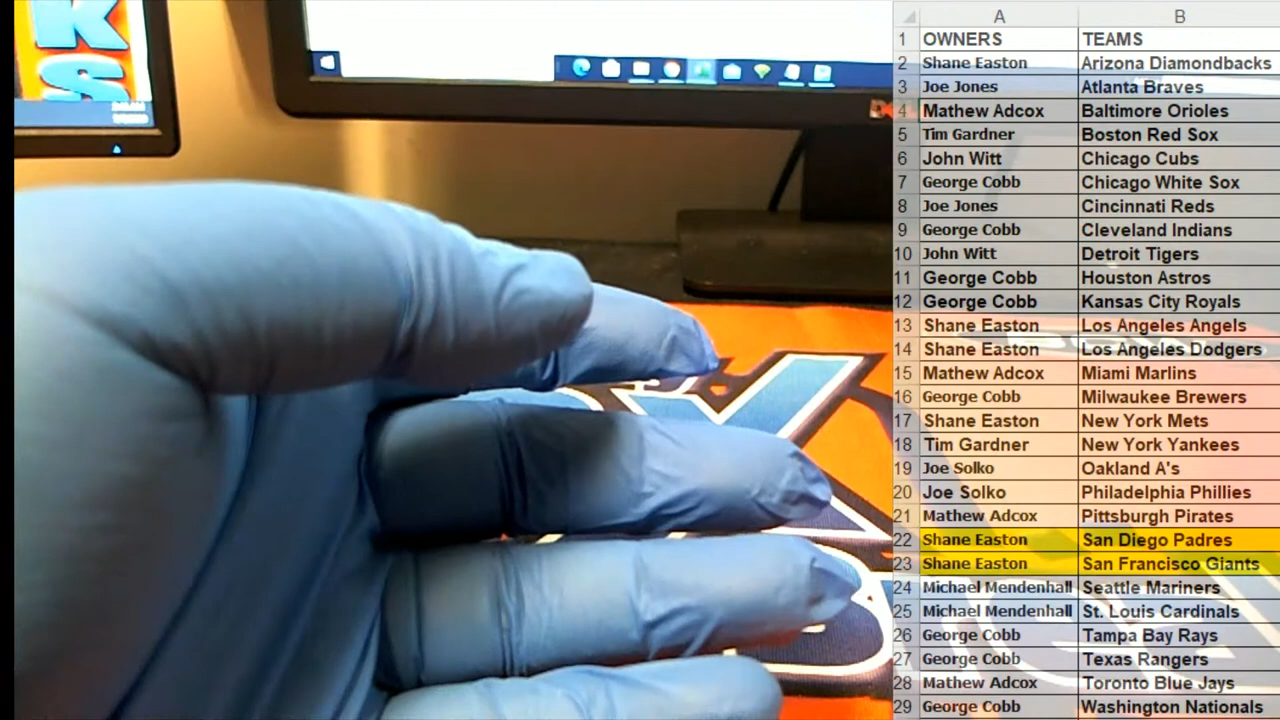 A B
1 OWNERS TEAMS
2 Shane Easton Arizona Diamondbacks
3 Joe Jones Atlanta Braves
4 Mathew Adcox Baltimore Orioles
5 Tim Gardner Boston Red Sox
6 John Witt Chicago Cubs
7 George Cobb Chicago White Sox
8 Joe Jones Cincinnati Reds
9 George Cobb Cleveland Indians
10 John Witt Detroit Tigers
11 George Cobb Houston Astros
12 George Cobb Kansas City Royals
13 Shane Easton Los Angeles Angels
14 Shane Easton Los Angeles Dodgers
15 Mathew Adcox Miami Marlins
16 George Cobb Milwaukee Brewers
17 Shane Easton New York Mets
18 Tim Gardner New York Yankees
19 Joe Solko Oakland A's
20 Joe Solko Philadelphia Phillies
21 Mathew Adcox Pittsburgh Pirates
22 Shane Easton San Diego Padres
23 Shane Easton San Francisco Giants
24 Michael Mendenhall Seattle Mariners
25 Michael Mendenhall St. Louis Cardinals
26 George Cobb Tampa Bay Rays
27 George Cobb Texas Rangers
28 Mathew Adcox Toronto Blue Jays
29 George Cobb Washington Nationals
KS